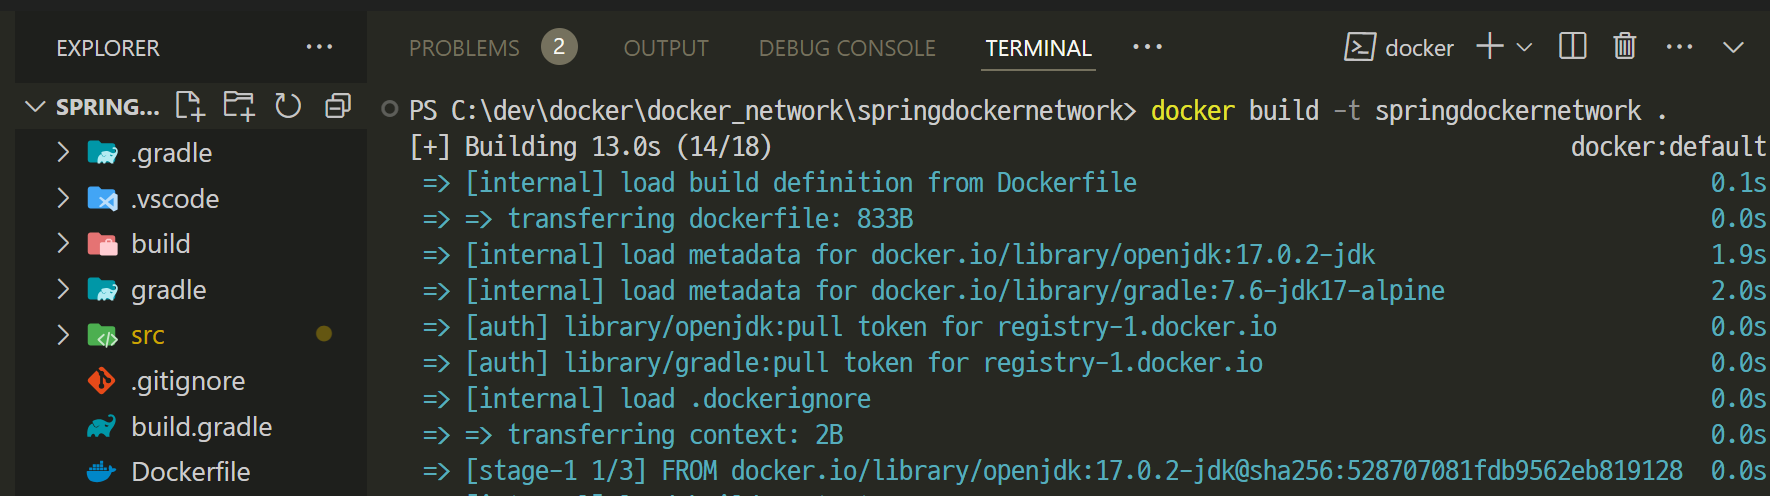 EXPLORER ...
PROBLEMS 2 OUTPUT DEBUG CONSOLE TERMINAL ... docker ...
SPRING...
.gradle
.vscode
build
gradle
src
.gitignore
build.gradle
Dockerfile
PS C:\dev\docker\docker_network\springdockernetwork> docker build -t springdockernetwork .
[+] Building 13.0s (14/18) docker:default
=> [internal] load build definition from Dockerfile 0.1s
=> => transferring dockerfile: 833B 0.0s
=> [internal] load metadata for docker.io/library/openjdk:17.0.2-jdk 1.9s
=> [internal] load metadata for docker.io/library/gradle:7.6-jdk17-alpine 2.0s
=> [auth] library/openjdk:pull token for registry-1.docker.io 0.0s
=> [auth] library/gradle:pull token for registry-1.docker.io 0.0s
=> [internal] load .dockerignore 0.0s
=> => transferring context: 2B 0.0s
=> [stage-1 1/3] FROM docker.io/library/openjdk:17.0.2-jdk@sha256:528707081fdb9562eb819128 0.0s